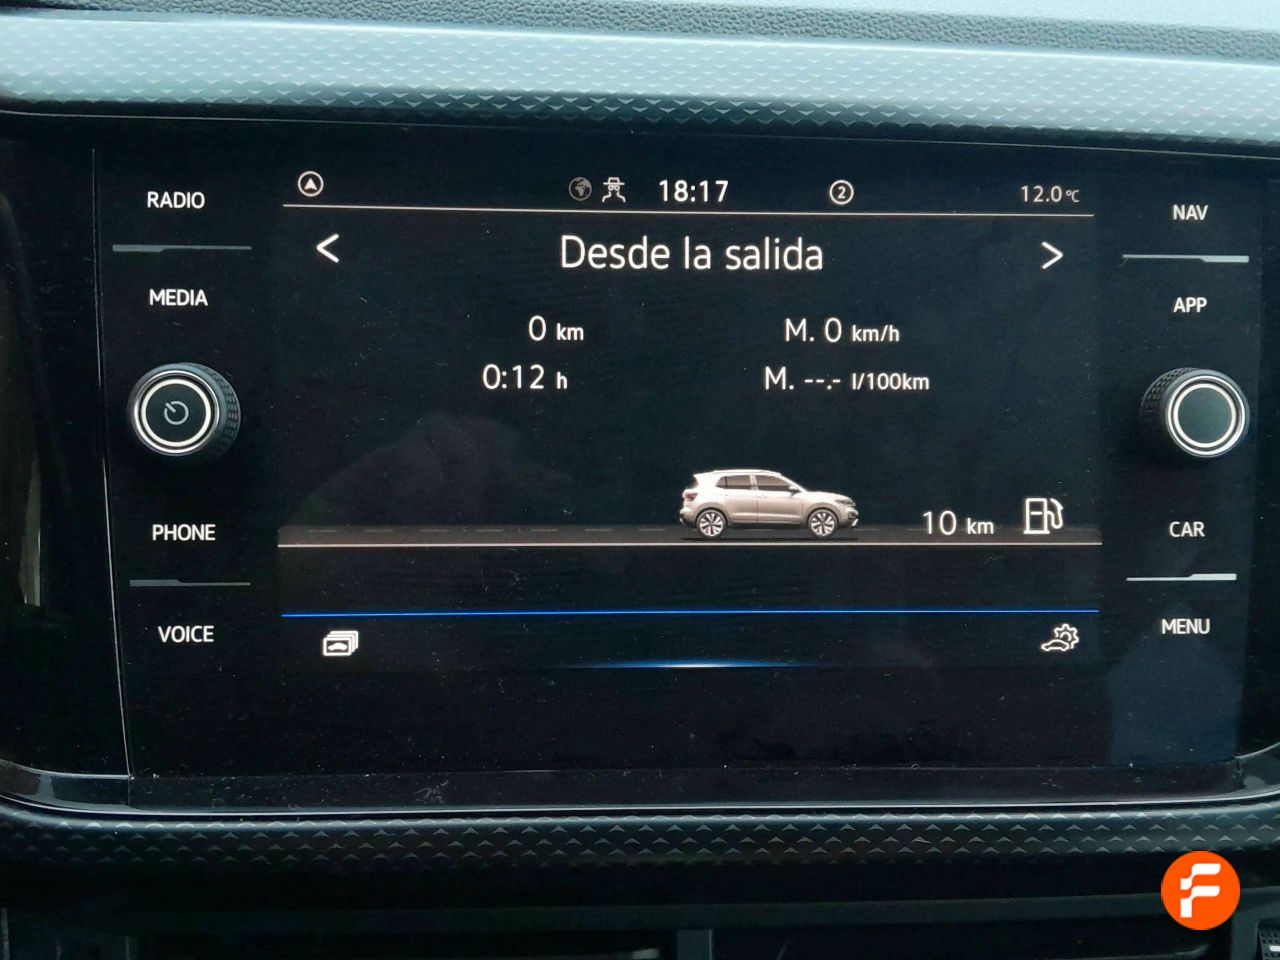 RADIO
MEDIA
PHONE
VOICE
18:17
2
12.0 °C
< Desde la salida >
0 km
M. 0 km/h
0:12 h
M. --.- l/100km
10 km
NAV
APP
CAR
MENU
F